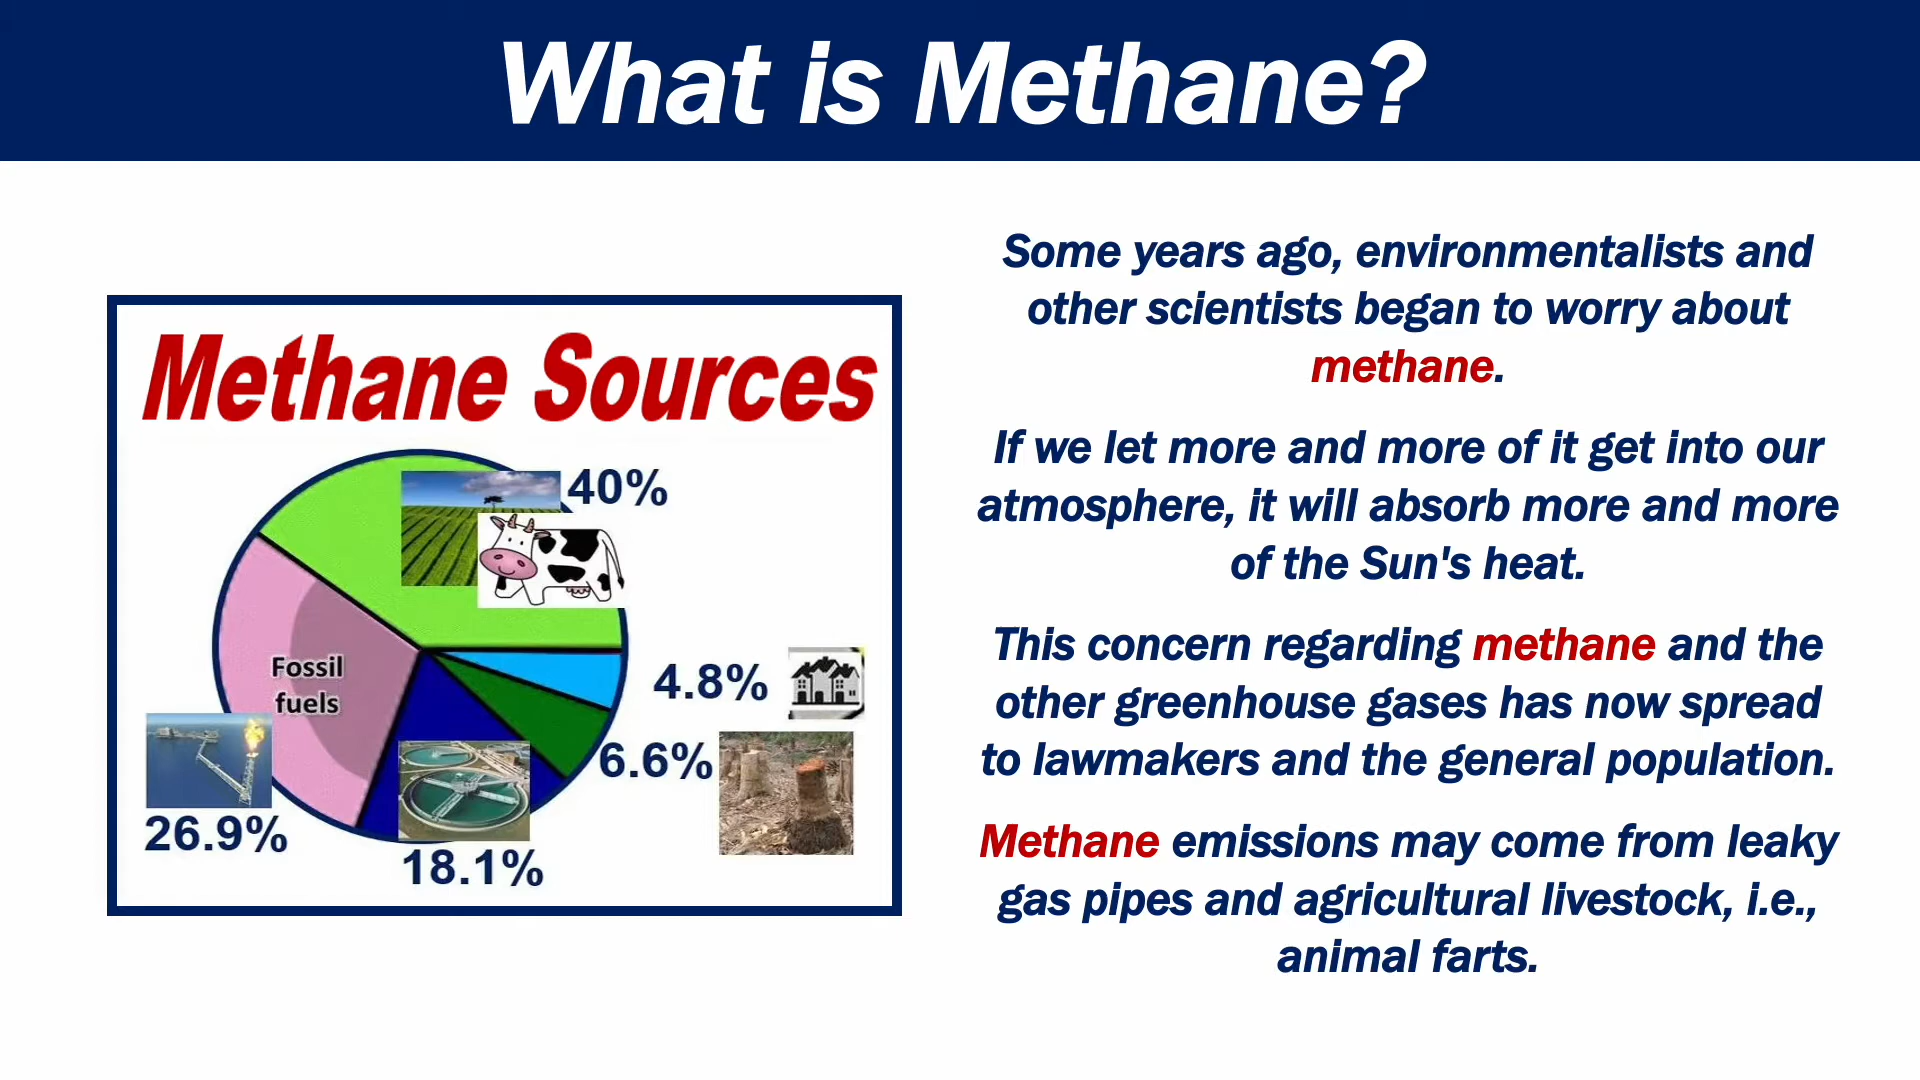 What is Methane?
Methane Sources
40%
4.8%
6.6%
18.1%
26.9%
Fossil
fuels
Some years ago, environmentalists and
other scientists began to worry about
methane.
If we let more and more of it get into our
atmosphere, it will absorb more and more
of the Sun's heat.
This concern regarding methane and the
other greenhouse gases has now spread
to lawmakers and the general population.
Methane emissions may come from leaky
gas pipes and agricultural livestock, i.e.,
animal farts.